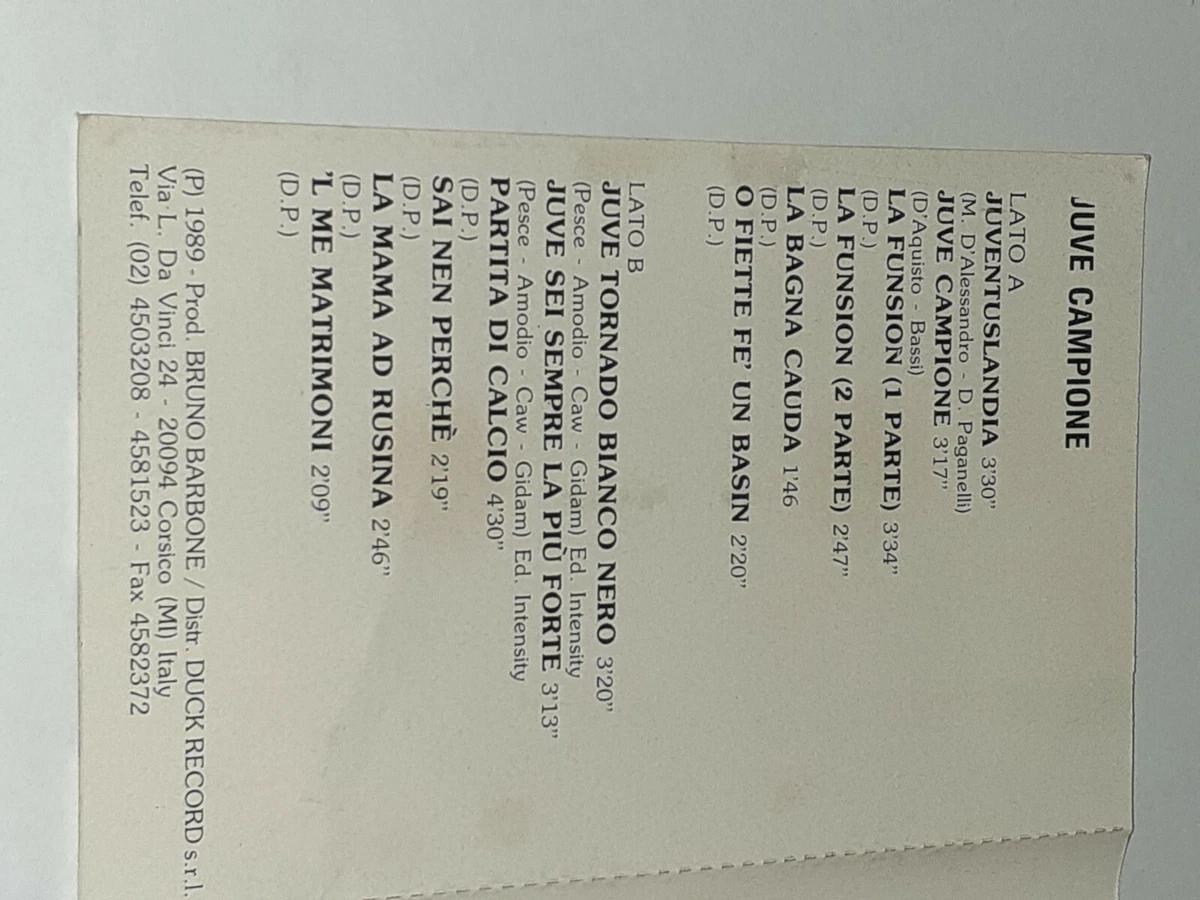 JUVE CAMPIONE
LATO A
JUVENTUSLANDIA 3'30"
(M. D'Alessandro - D. Paganelli)
JUVE CAMPIONE 3'17"
(D'Aquisto - Bassi)
LA FUNSION (1 PARTE) 3'34"
(D.P.)
LA FUNSION (2 PARTE) 2'47"
(D.P.)
LA BAGNA CAUDA 1'46
(D.P.)
O FIETTE FE' UN BASIN 2'20"
(D.P.)
LATO B
JUVE TORNADO BIANCO NERO 3'20"
(Pesce - Amodio - Caw - Gidam) Ed. Intensity
JUVE SEI SEMPRE LA PIÙ FORTE 3'13"
(Pesce - Amodio - Caw - Gidam) Ed. Intensity
PARTITA DI CALCIO 4'30"
(D.P.)
SAI NEN PERCHÈ 2'19"
(D.P.)
LA MAMA AD RUSINA 2'46"
(D.P.)
'L ME MATRIMONI 2'09"
(D.P.)
(P) 1989 - Prod. BRUNO BARBONE / Distr. DUCK RECORD s.r.l.
Via L. Da Vinci 24 - 20094 Corsico (MI) Italy
Telef. (02) 4503208 - 4581523 - Fax 4582372